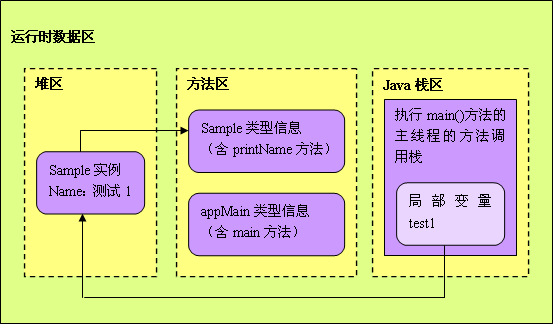 运行时数据区
堆区
Sample 实例
Name：测试 1
方法区
Sample 类型信息
（含 printName 方法）
appMain 类型信息
（含 main 方法）
Java 栈区
执行 main()方法的
主线程的方法调
用栈
局部变量
test1